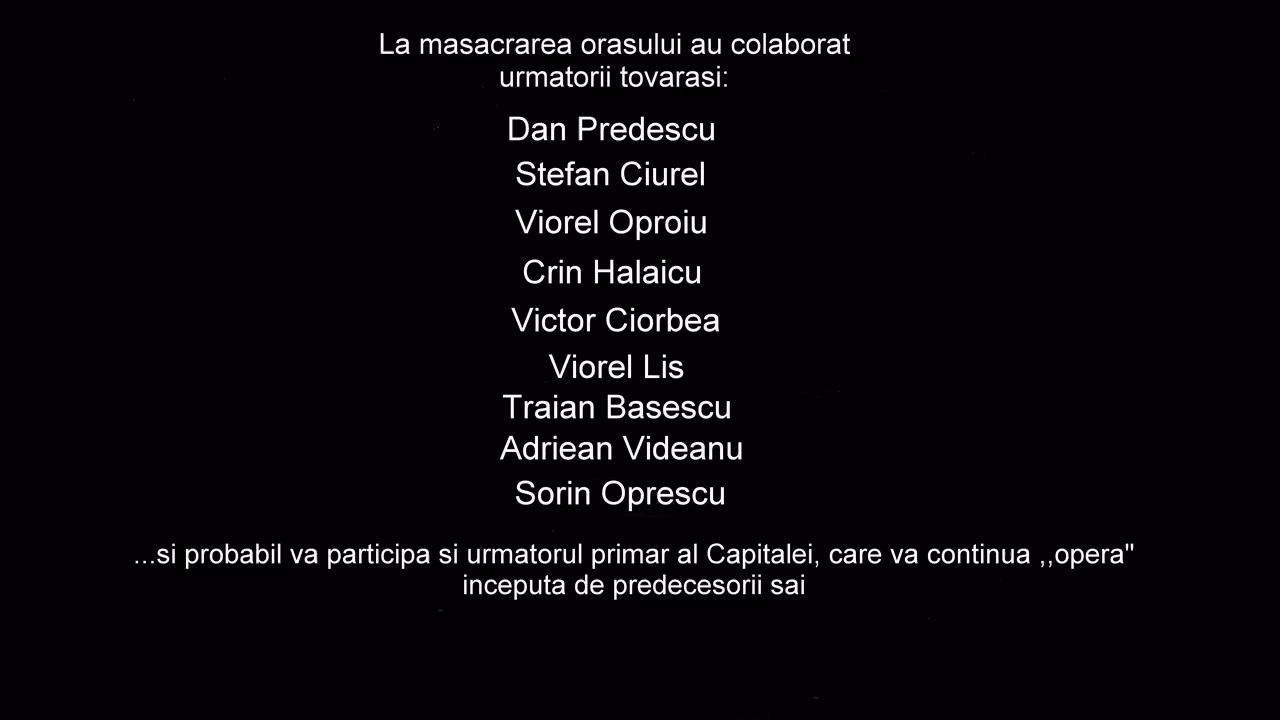 La masacrarea orasului au colaborat
urmatorii tovarasi:
Dan Predescu
Stefan Ciurel
Viorel Oproiu
Crin Halaicu
Victor Ciorbea
Viorel Lis
Traian Basescu
Adriean Videanu
Sorin Oprescu
...si probabil va participa si urmatorul primar al Capitalei, care va continua ,,opera"
inceputa de predecesorii sai